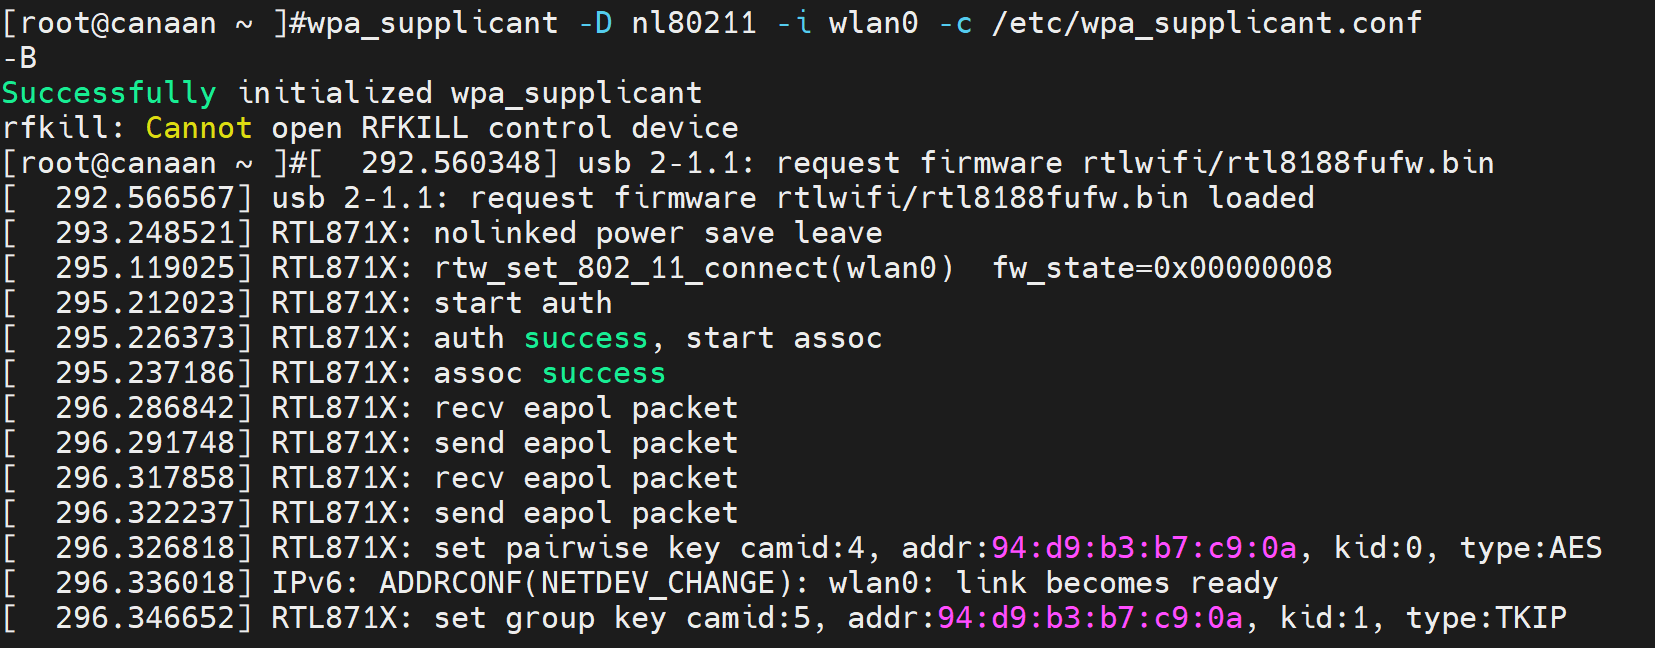 [root@canaan ~ ]#wpa_supplicant -D nl80211 -i wlan0 -c /etc/wpa_supplicant.conf
-B
Successfully initialized wpa_supplicant
rfkill: Cannot open RFKILL control device
[root@canaan ~ ]#[  292.560348] usb 2-1.1: request firmware rtlwifi/rtl8188fufw.bin
[  292.566567] usb 2-1.1: request firmware rtlwifi/rtl8188fufw.bin loaded
[  293.248521] RTL871X: nolinked power save leave
[  295.119025] RTL871X: rtw_set_802_11_connect(wlan0)  fw_state=0x00000008
[  295.212023] RTL871X: start auth
[  295.226373] RTL871X: auth success, start assoc
[  295.237186] RTL871X: assoc success
[  296.286842] RTL871X: recv eapol packet
[  296.291748] RTL871X: send eapol packet
[  296.317858] RTL871X: recv eapol packet
[  296.322237] RTL871X: send eapol packet
[  296.326818] RTL871X: set pairwise key camid:4, addr:94:d9:b3:b7:c9:0a, kid:0, type:AES
[  296.336018] IPv6: ADDRCONF(NETDEV_CHANGE): wlan0: link becomes ready
[  296.346652] RTL871X: set group key camid:5, addr:94:d9:b3:b7:c9:0a, kid:1, type:TKIP